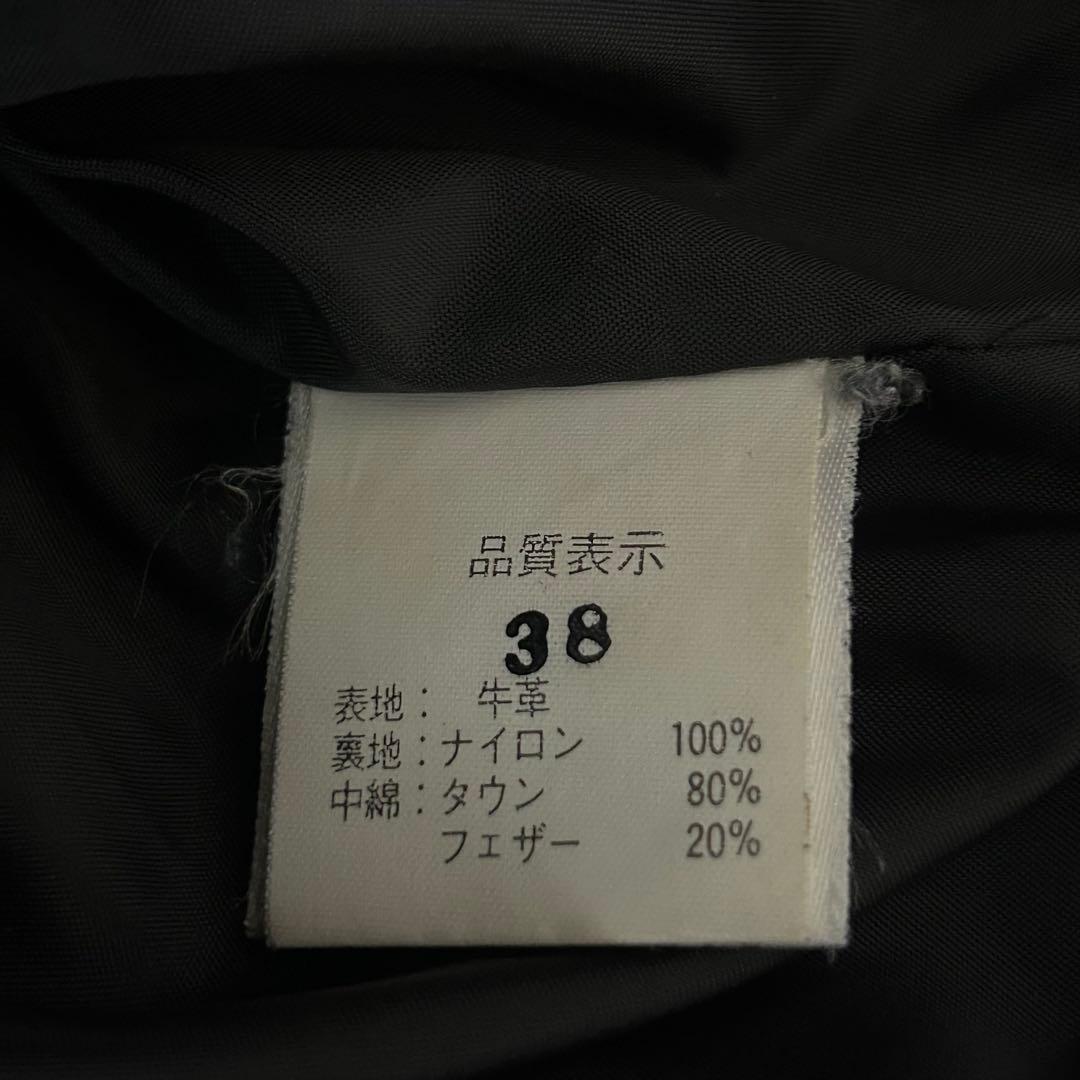 品質表示
38
表地： 牛革
裏地：ナイロン 100%
中綿：タウン 80%
フェザー 20%